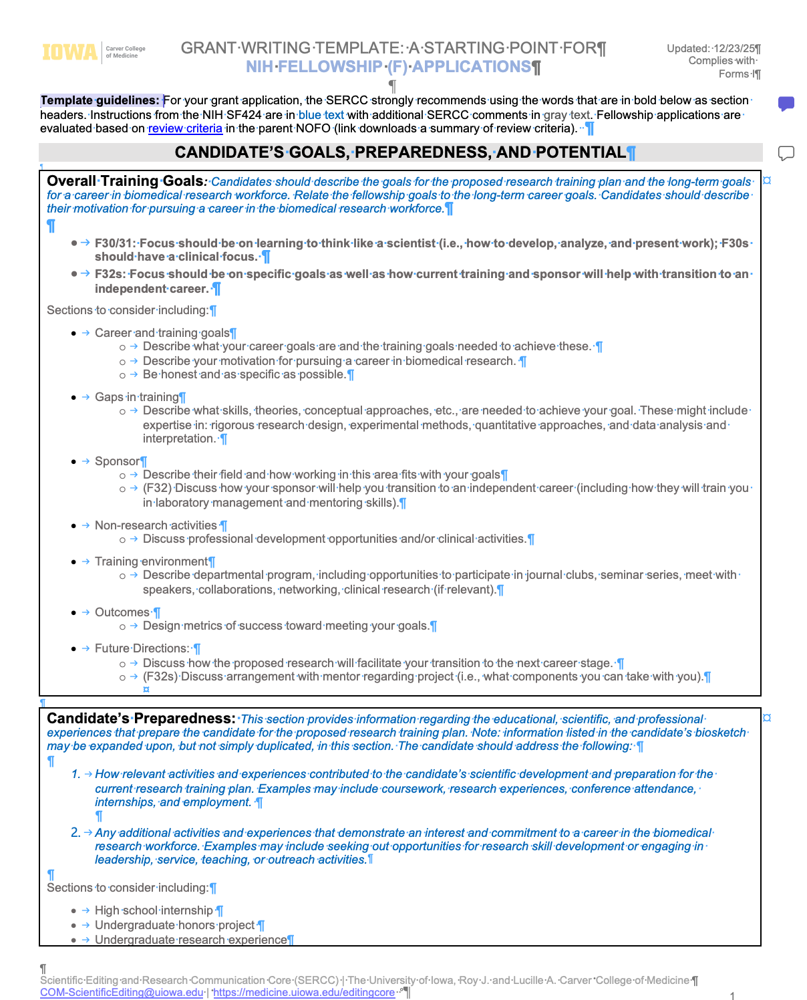 IOWA
Carver College
of Medicine
GRANT WRITING TEMPLATE: A STARTING POINT FOR¶
NIH FELLOWSHIP (F) APPLICATIONS¶
¶
Updated: 12/23/25¶
Complies with
Forms I¶
Template guidelines: For your grant application, the SERCC strongly recommends using the words that are in bold below as section
headers. Instructions from the NIH SF424 are in blue text with additional SERCC comments in gray text. Fellowship applications are
evaluated based on review criteria in the parent NOFO (link downloads a summary of review criteria). ¶
CANDIDATE’S GOALS, PREPAREDNESS, AND POTENTIAL¶
¶
Overall Training Goals: Candidates should describe the goals for the proposed research training plan and the long-term goals
for a career in biomedical research workforce. Relate the fellowship goals to the long-term career goals. Candidates should describe
their motivation for pursuing a career in the biomedical research workforce.¶
¶
• → F30/31: Focus should be on learning to think like a scientist (i.e., how to develop, analyze, and present work); F30s
should have a clinical focus. ¶
• → F32s: Focus should be on specific goals as well as how current training and sponsor will help with transition to an
independent career. ¶
Sections to consider including:¶
• → Career and training goals¶
o → Describe what your career goals are and the training goals needed to achieve these. ¶
o → Describe your motivation for pursuing a career in biomedical research. ¶
o → Be honest and as specific as possible.¶
• → Gaps in training¶
o → Describe what skills, theories, conceptual approaches, etc., are needed to achieve your goal. These might include
expertise in: rigorous research design, experimental methods, quantitative approaches, and data analysis and
interpretation. ¶
• → Sponsor¶
o → Describe their field and how working in this area fits with your goals¶
o → (F32) Discuss how your sponsor will help you transition to an independent career (including how they will train you
in laboratory management and mentoring skills).¶
• → Non-research activities ¶
o → Discuss professional development opportunities and/or clinical activities.¶
• → Training environment¶
o → Describe departmental program, including opportunities to participate in journal clubs, seminar series, meet with
speakers, collaborations, networking, clinical research (if relevant).¶
• → Outcomes ¶
o → Design metrics of success toward meeting your goals.¶
• → Future Directions: ¶
o → Discuss how the proposed research will facilitate your transition to the next career stage. ¶
o → (F32s) Discuss arrangement with mentor regarding project (i.e., what components you can take with you).¶
¤
¶
Candidate’s Preparedness: This section provides information regarding the educational, scientific, and professional
experiences that prepare the candidate for the proposed research training plan. Note: information listed in the candidate’s biosketch
may be expanded upon, but not simply duplicated, in this section. The candidate should address the following: ¶
¶
1. → How relevant activities and experiences contributed to the candidate’s scientific development and preparation for the
current research training plan. Examples may include coursework, research experiences, conference attendance,
internships, and employment. ¶
¶
2. → Any additional activities and experiences that demonstrate an interest and commitment to a career in the biomedical
research workforce. Examples may include seeking out opportunities for research skill development or engaging in
leadership, service, teaching, or outreach activities.¶
¶
Sections to consider including:¶
• → High school internship ¶
• → Undergraduate honors project ¶
• → Undergraduate research experience¶
¶
Scientific Editing and Research Communication Core (SERCC) | The University of Iowa, Roy J. and Lucille A. Carver College of Medicine ¶
COM-ScientificEditing@uiowa.edu | https://medicine.uiowa.edu/editingcore ¶
1